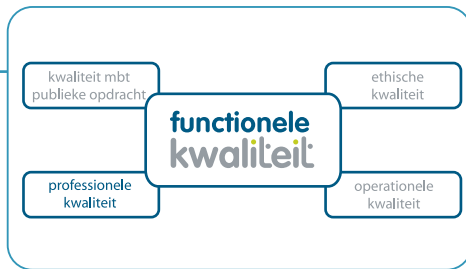 kwaliteit mbt
publieke opdracht
ethische
kwaliteit
functionele
kwaliteit
professionele
kwaliteit
operationele
kwaliteit